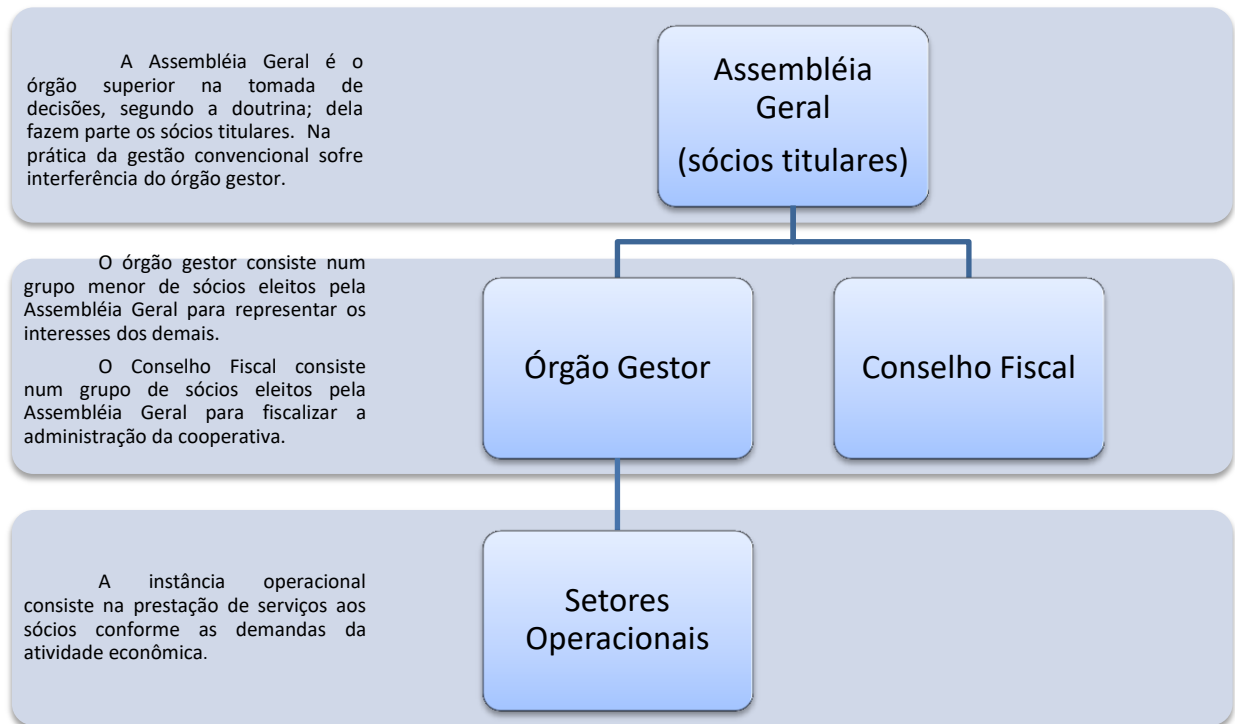 A Assembléia Geral é o
órgão superior na tomada de
decisões, segundo a doutrina; dela
fazem parte os sócios titulares. Na
prática da gestão convencional sofre
interferência do órgão gestor.
Assembléia
Geral
(sócios titulares)
O órgão gestor consiste num
grupo menor de sócios eleitos pela
Assembléia Geral para representar os
interesses dos demais.
O Conselho Fiscal consiste
num grupo de sócios eleitos pela
Assembléia Geral para fiscalizar a
administração da cooperativa.
Órgão Gestor
Conselho Fiscal
A instância operacional
consiste na prestação de serviços aos
sócios conforme as demandas da
atividade econômica.
Setores
Operacionais